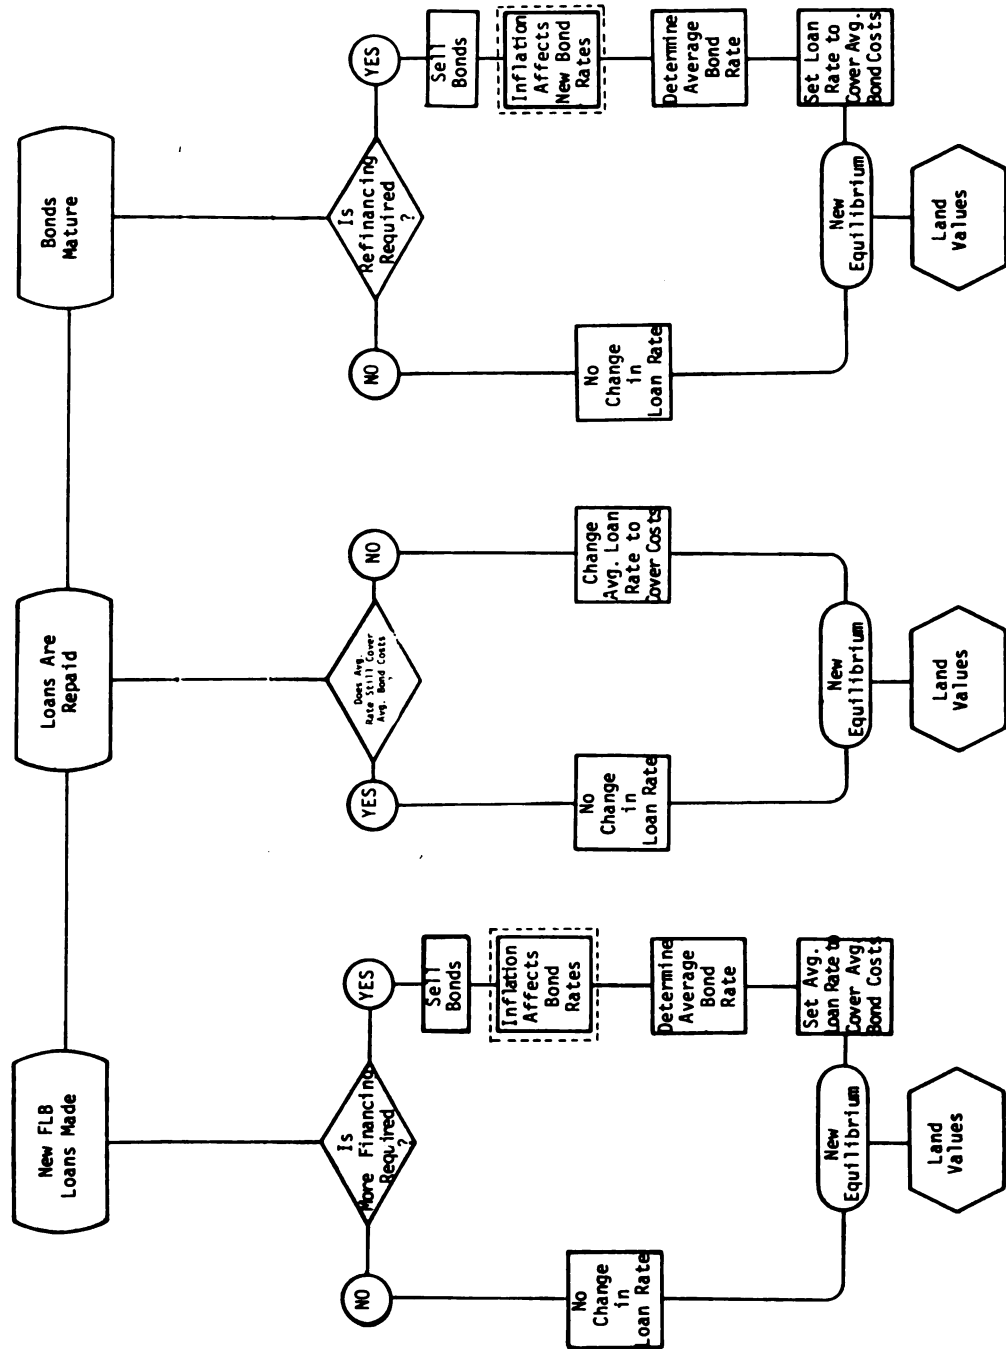 New FLB
Loans Made
Loans Are
Repaid
Bonds
Mature
Is
More Financing
Required
?
NO
YES
Sell
Bonds
Inflation
Affects
Bond
Rates
Determine
Average
Bond
Rate
Set Avg.
Loan Rate to
Cover Avg.
Bond Costs
No
Change
in
Loan Rate
New
Equilibrium
Land
Values
Does Avg.
Rate Still Cover
Avg. Bond Costs
YES
NO
No
Change
in
Loan Rate
Change
Avg. Loan
Rate to
Cover Costs
New
Equilibrium
Land
Values
Is
Refinancing
Required
?
NO
YES
Sell
Bonds
Inflation
Affects
New Bond
Rates
Determine
Average
Bond
Rate
Set Loan
Rate to
Cover Avg.
Bond Costs
No
Change
in
Loan Rate
New
Equilibrium
Land
Values